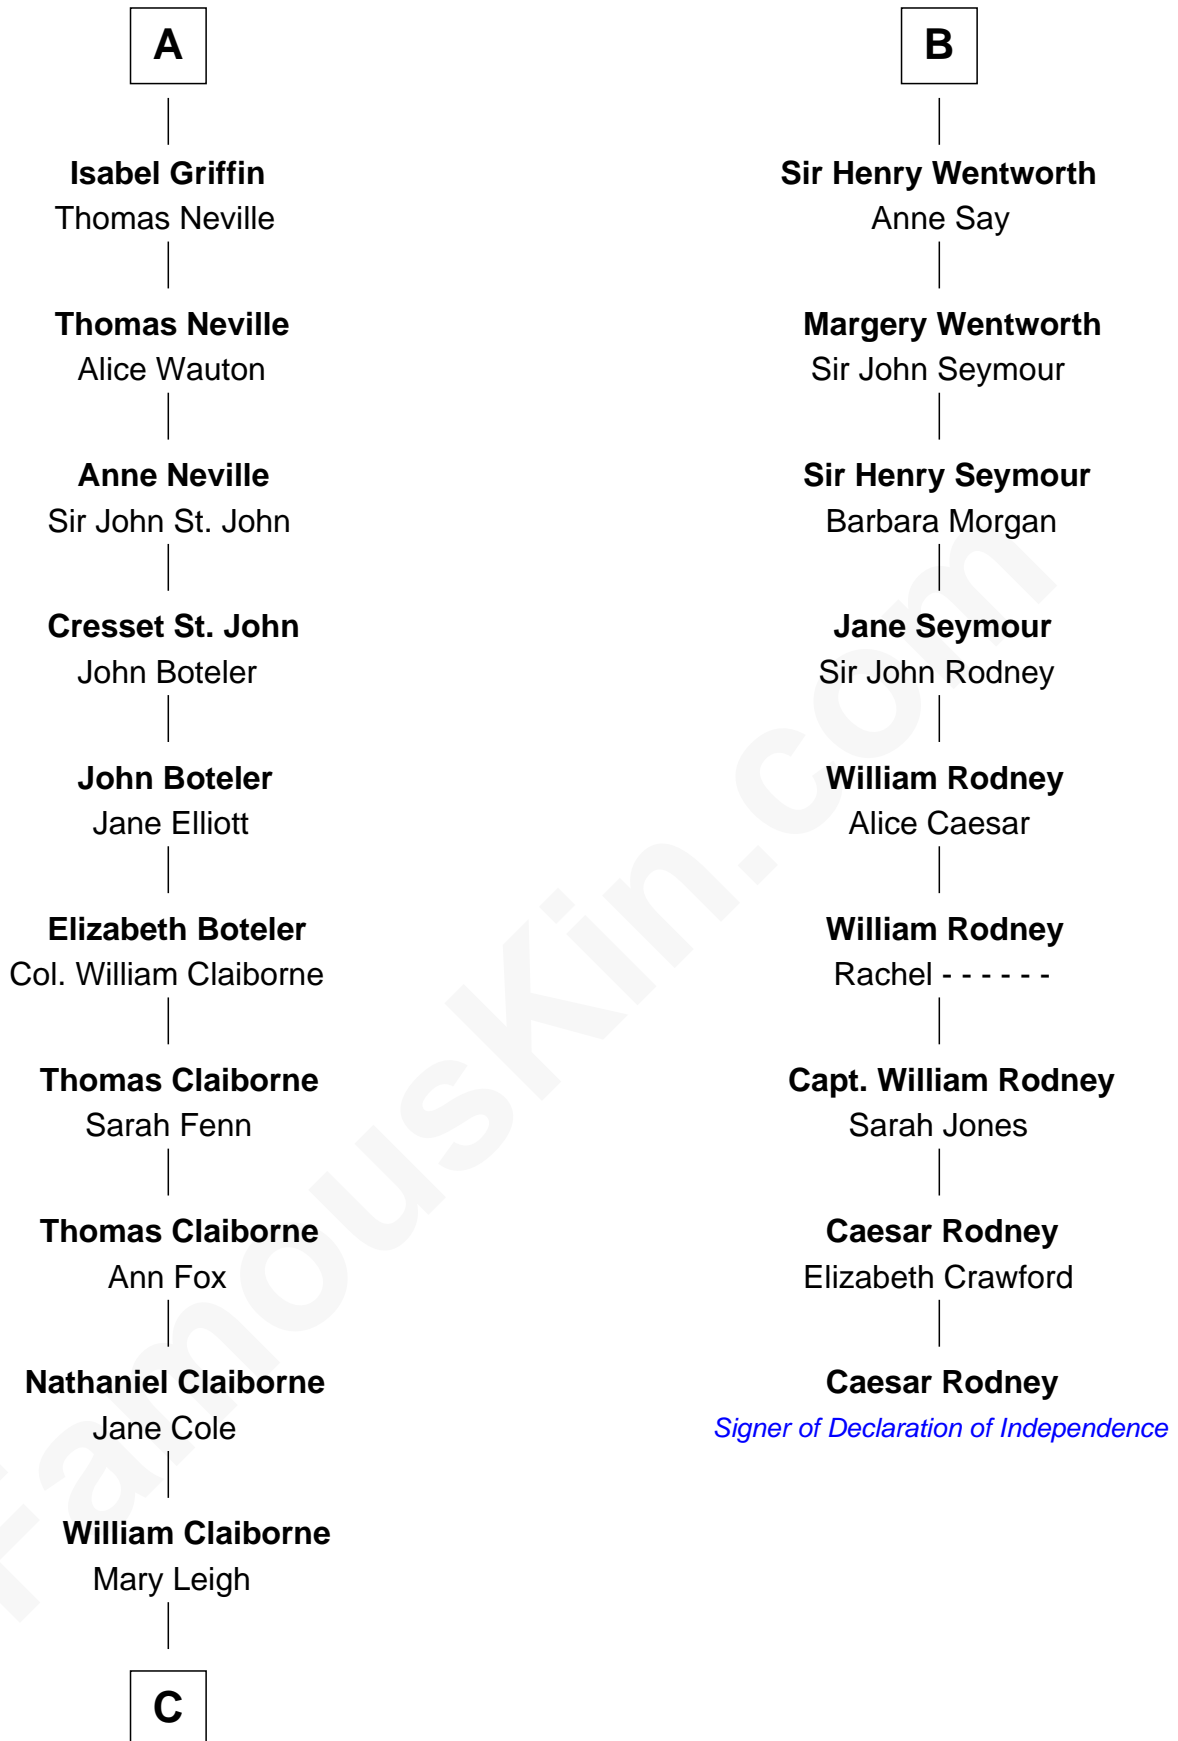 A
Isabel Griffin
Thomas Neville
Thomas Neville
Alice Wauton
Anne Neville
Sir John St. John
Cresset St. John
John Boteler
John Boteler
Jane Elliott
Elizabeth Boteler
Col. William Claiborne
Thomas Claiborne
Sarah Fenn
Thomas Claiborne
Ann Fox
Nathaniel Claiborne
Jane Cole
William Claiborne
Mary Leigh
C
B
Sir Henry Wentworth
Anne Say
Margery Wentworth
Sir John Seymour
Sir Henry Seymour
Barbara Morgan
Jane Seymour
Sir John Rodney
William Rodney
Alice Caesar
William Rodney
Rachel - - - - - -
Capt. William Rodney
Sarah Jones
Caesar Rodney
Elizabeth Crawford
Caesar Rodney
Signer of Declaration of Independence
FamousKin.com